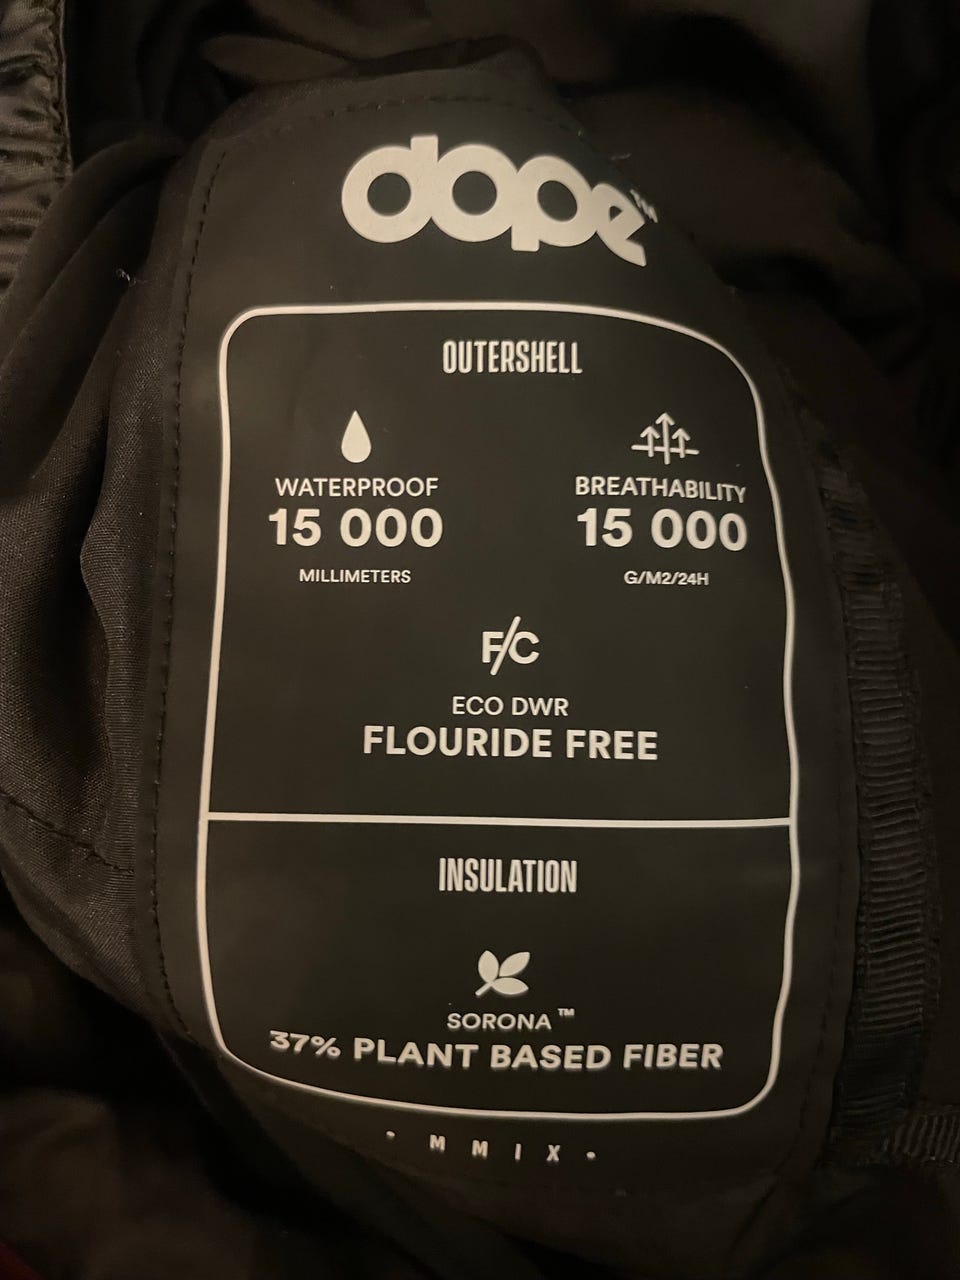 dope™
OUTERSHELL
WATERPROOF
15 000
MILLIMETERS
BREATHABILITY
15 000
G/M2/24H
F/C
ECO DWR
FLOURIDE FREE
INSULATION
SORONA™
37% PLANT BASED FIBER
• M M I X •